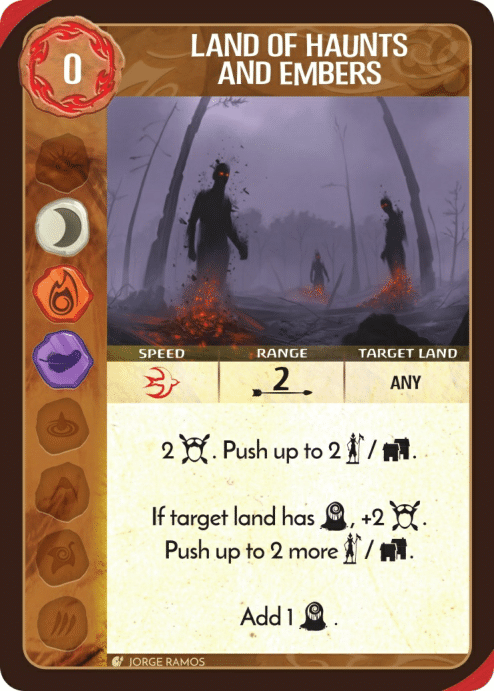 0
LAND OF HAUNTS
AND EMBERS
SPEED RANGE TARGET LAND
2 ANY
2 . Push up to 2 / .
If target land has , +2 .
Push up to 2 more / .
Add 1 .
JORGE RAMOS